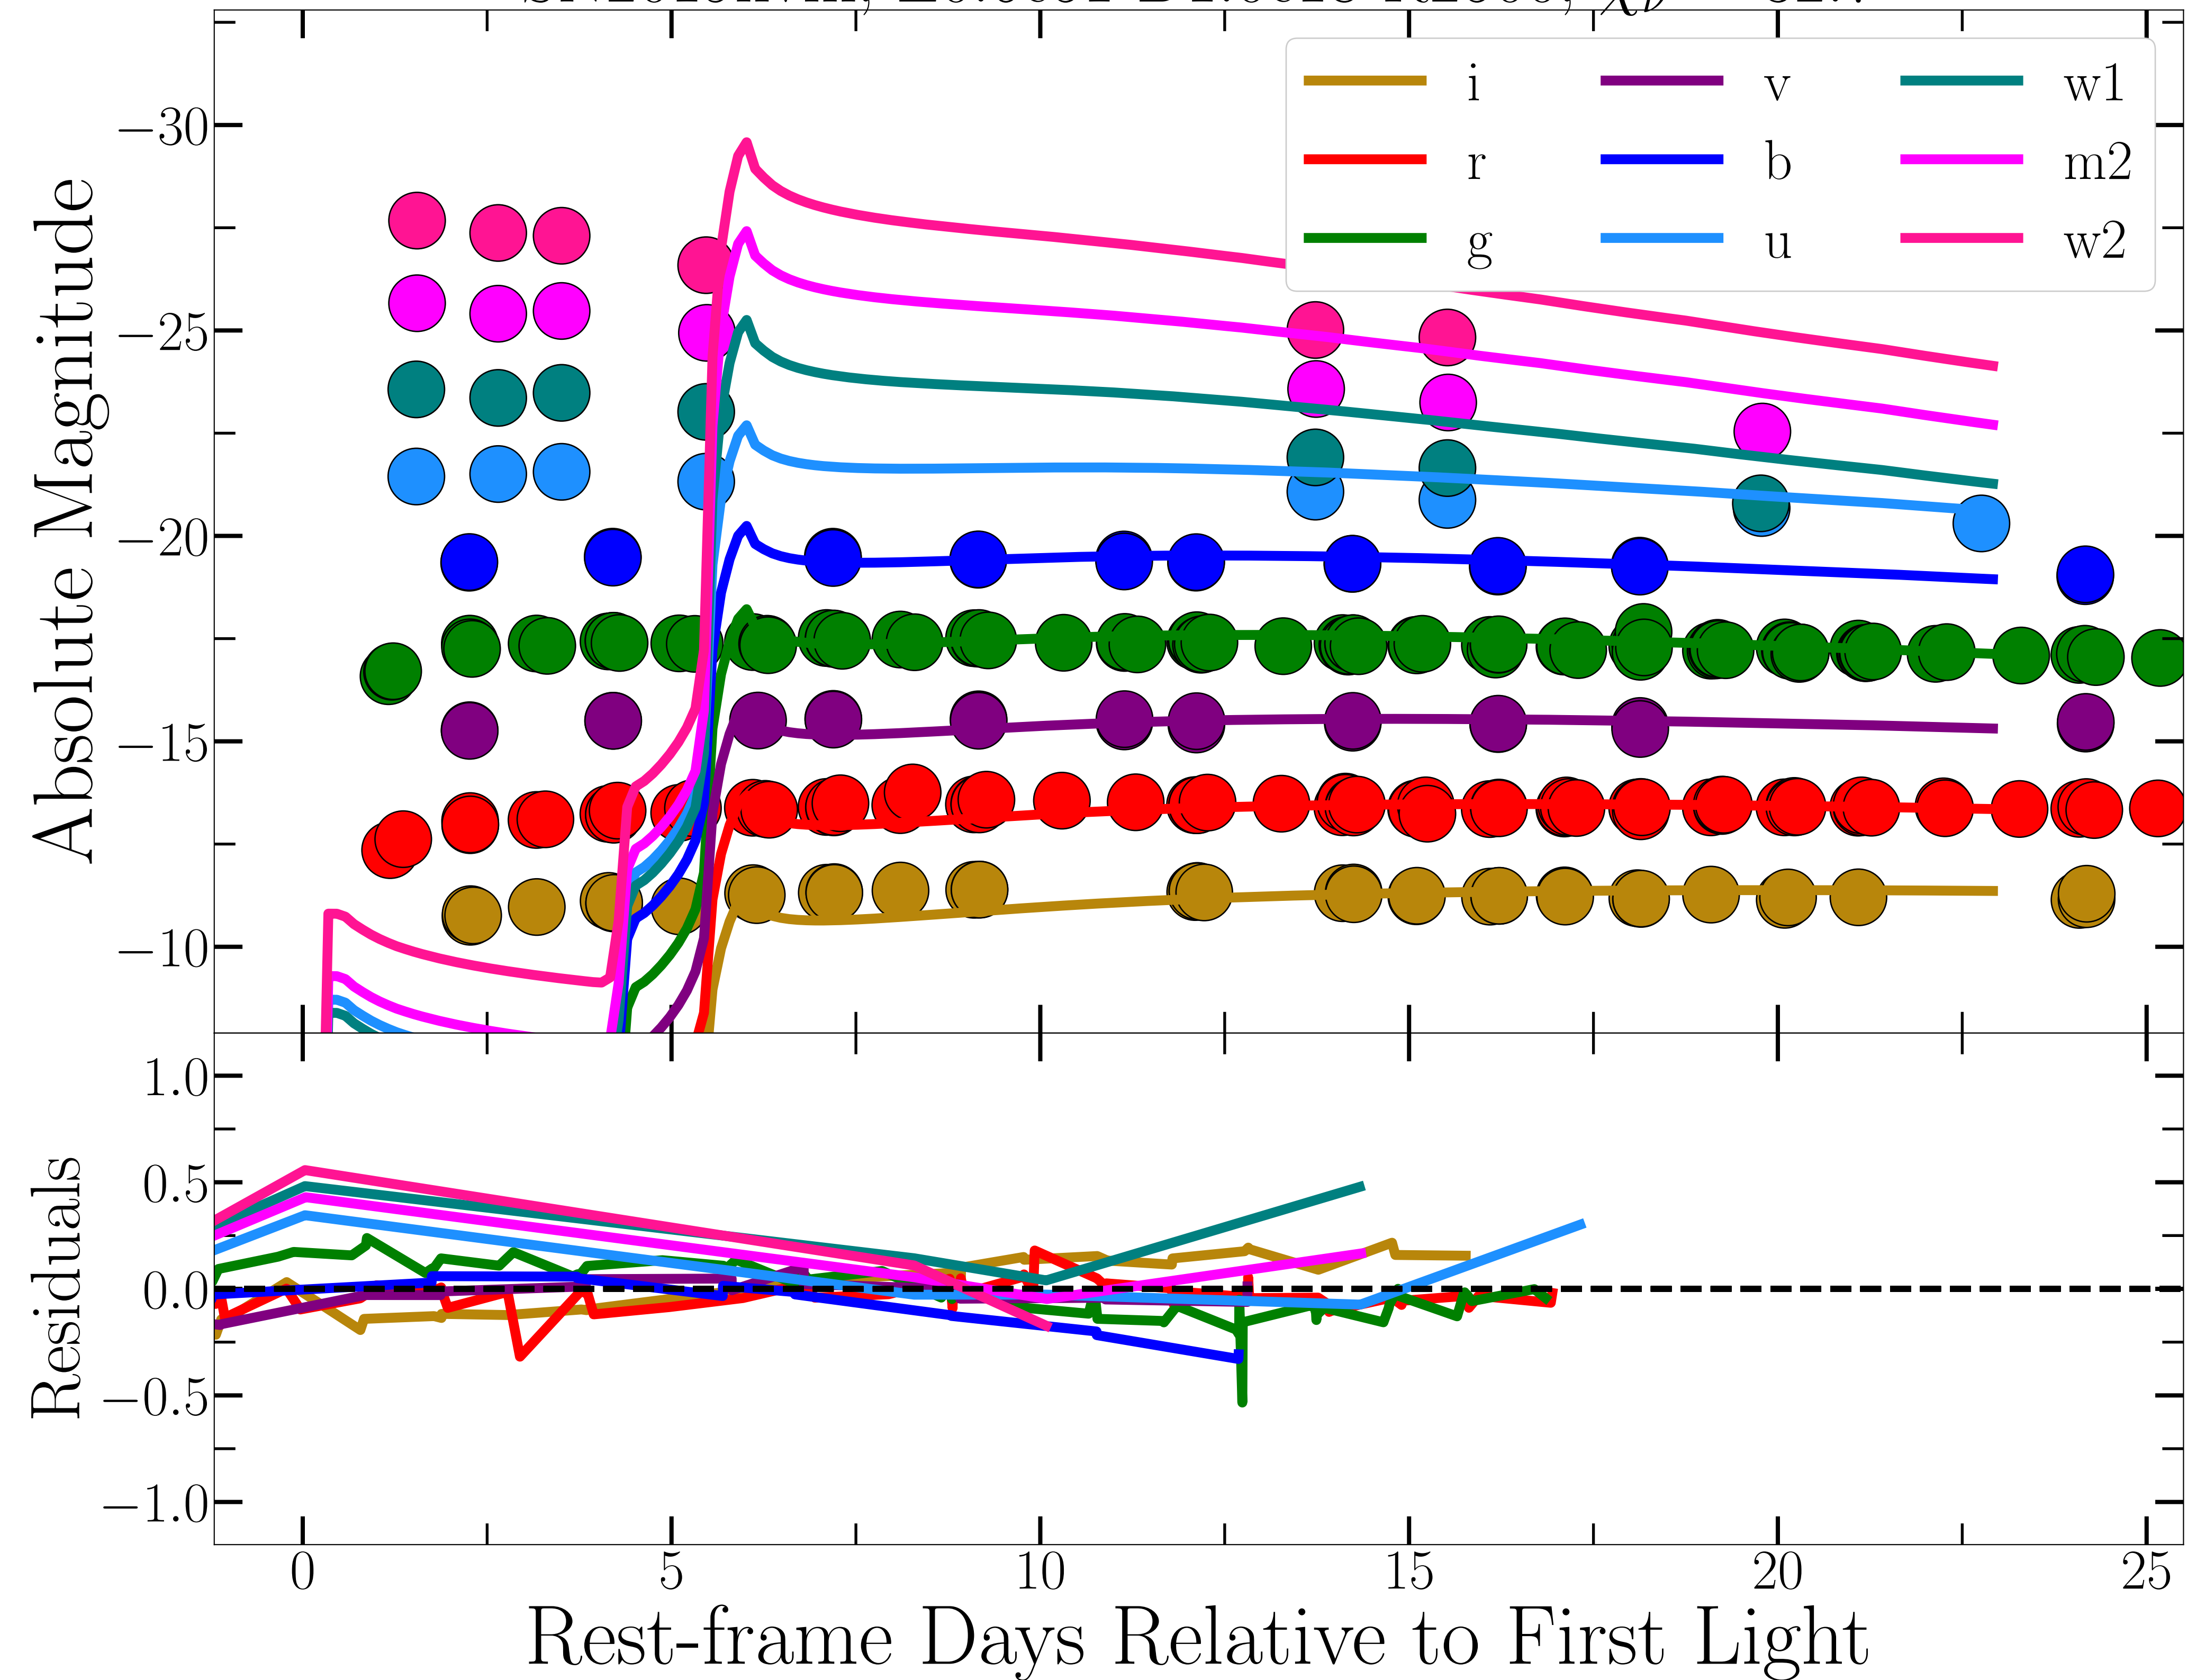 i v w1
r b m2
g u w2
Absolute Magnitude
−30
−25
−20
−15
−10
Residuals
1.0
0.5
0.0
−0.5
−1.0
0 5 10 15 20 25
Rest-frame Days Relative to First Light